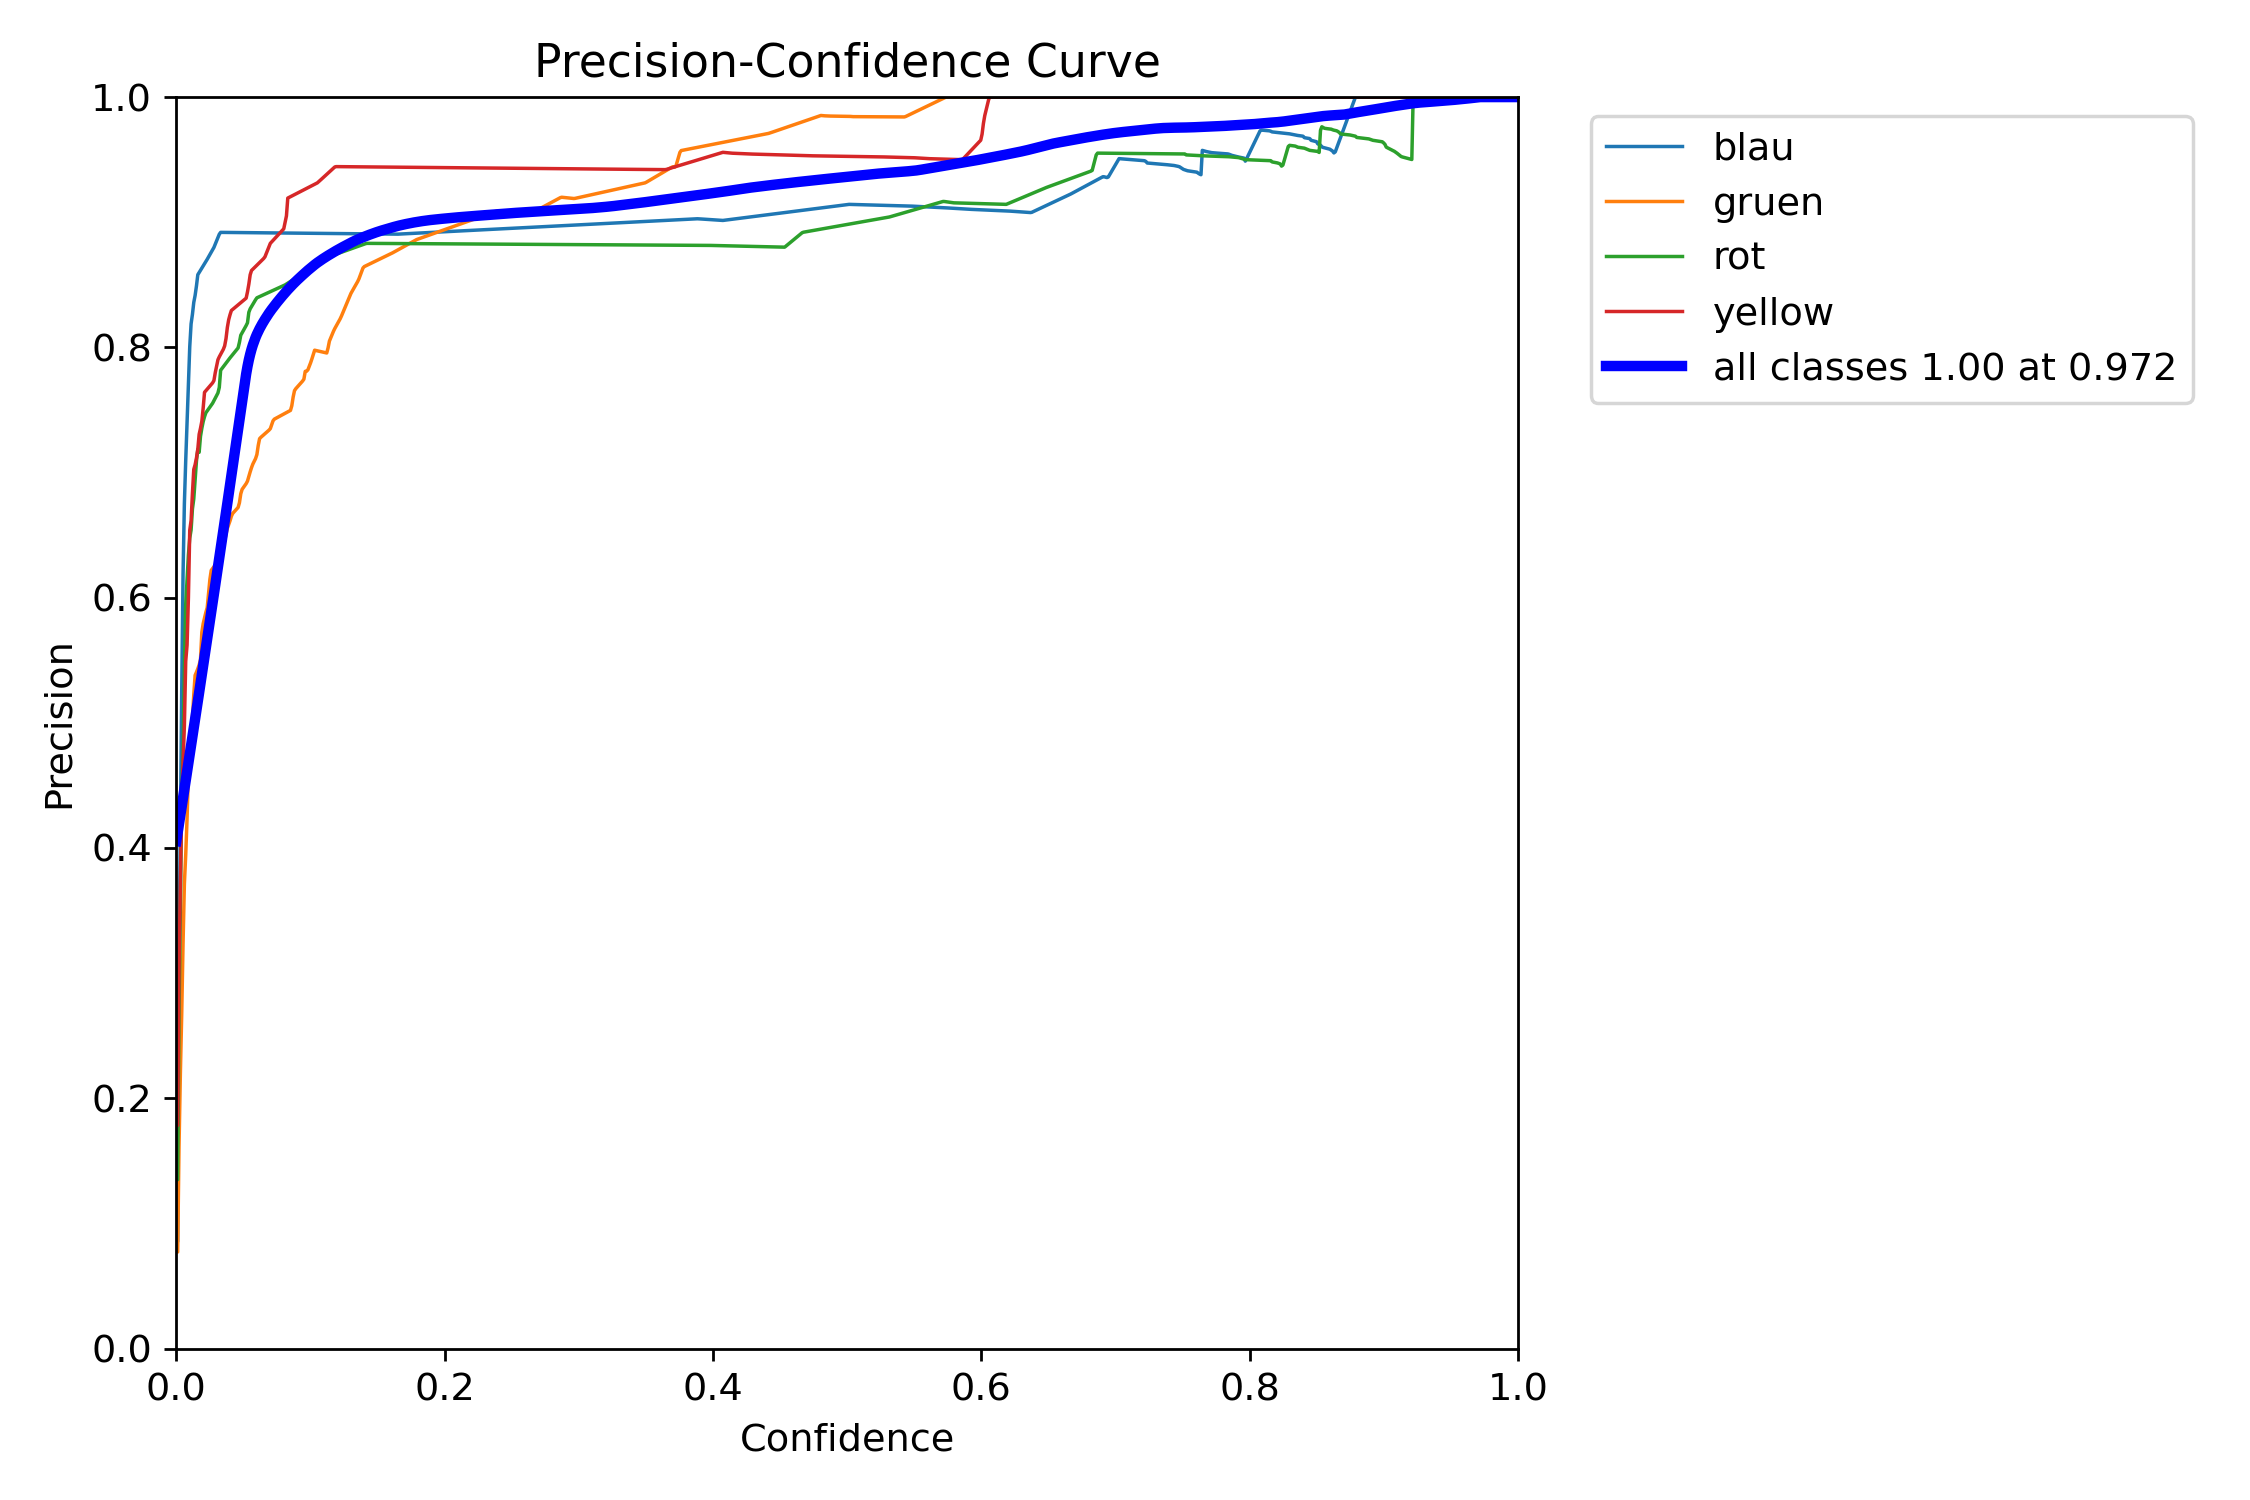 Precision-Confidence Curve
1.0
0.8
0.6
0.4
0.2
0.0
Precision
0.0 0.2 0.4 0.6 0.8 1.0
Confidence
blau
gruen
rot
yellow
all classes 1.00 at 0.972